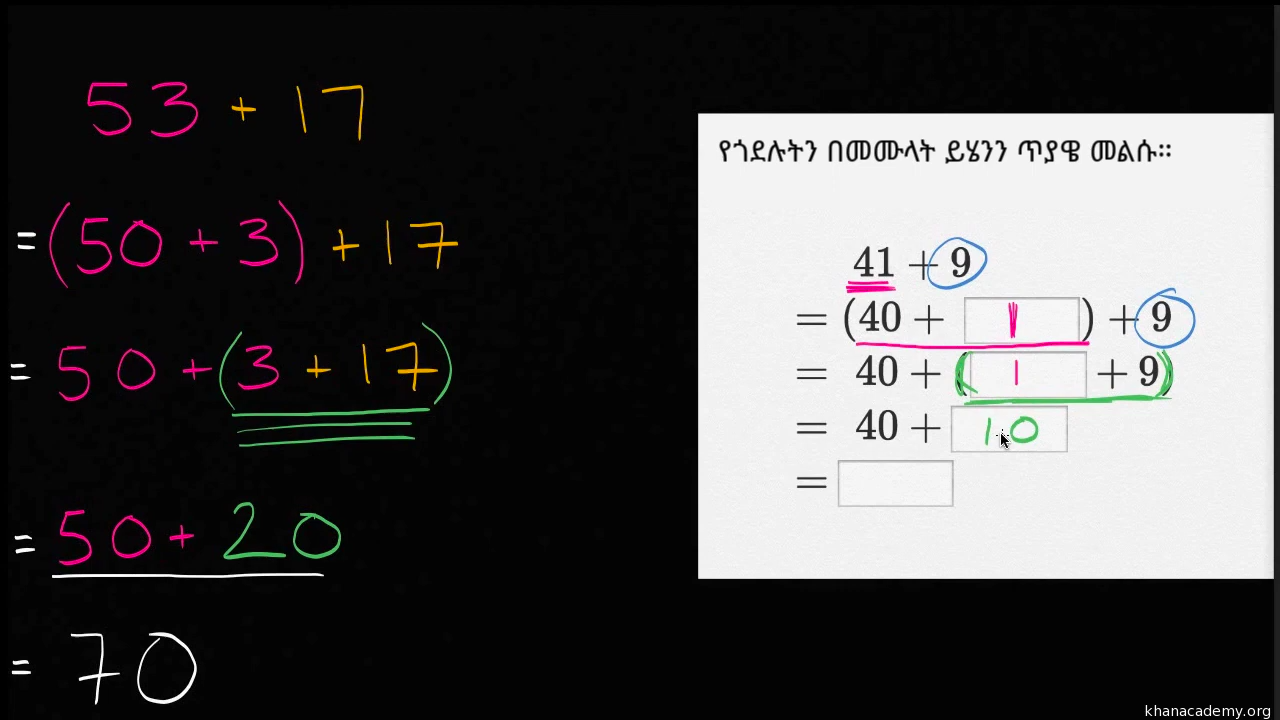 53 + 17
= (50 + 3) + 17
= 50 + (3 + 17)
= 50 + 20
= 70
የጎደሉትን በመሙላት ይሄንን ጥያዌ መልሱ።
41 + 9
= (40 + 1) + 9
= 40 + (1 + 9)
= 40 + 10
=
khanacademy.org